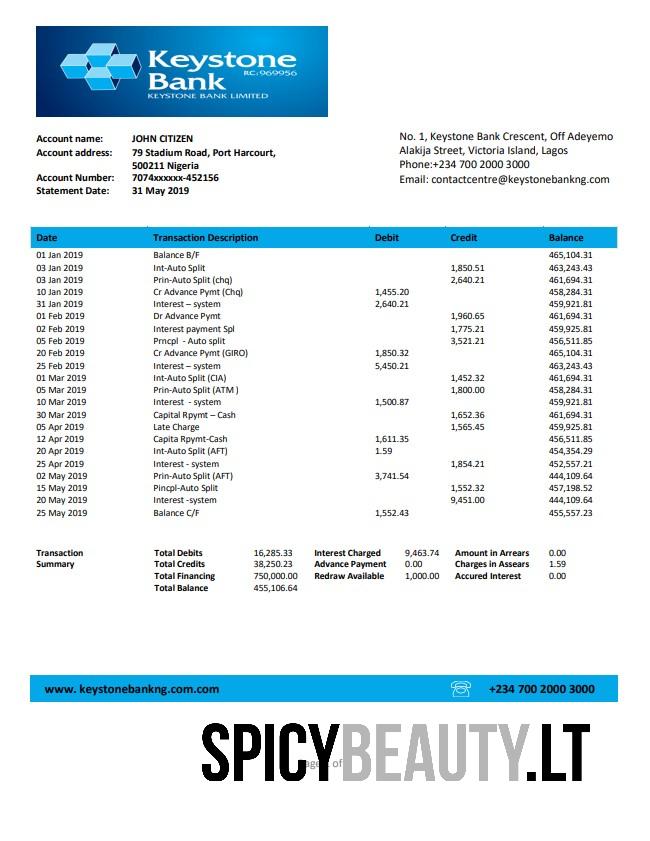 Keystone
Bank
RC: 969956
KEYSTONE BANK LIMITED
Account name: JOHN CITIZEN
Account address: 79 Stadium Road, Port Harcourt,
500211 Nigeria
Account Number: 7074xxxxxx-452156
Statement Date: 31 May 2019
No. 1, Keystone Bank Crescent, Off Adeyemo
Alakija Street, Victoria Island, Lagos
Phone:+234 700 2000 3000
Email: contactcentre@keystonebankng.com
Date Transaction Description Debit Credit Balance
01 Jan 2019 Balance B/F 465,104.31
03 Jan 2019 Int-Auto Split 1,850.51 463,243.43
03 Jan 2019 Prin-Auto Split (chq) 2,640.21 461,694.31
10 Jan 2019 Cr Advance Pymt (Chq) 1,455.20 458,284.31
31 Jan 2019 Interest – system 2,640.21 459,921.81
01 Feb 2019 Dr Advance Pymt 1,960.65 461,694.31
02 Feb 2019 Interest payment Spl 1,775.21 459,925.81
05 Feb 2019 Prncpl - Auto split 3,521.21 456,511.85
20 Feb 2019 Cr Advance Pymt (GIRO) 1,850.32 465,104.31
25 Feb 2019 Interest – system 5,450.21 463,243.43
01 Mar 2019 Int-Auto Split (CIA) 1,452.32 461,694.31
05 Mar 2019 Prin-Auto Split (ATM ) 1,800.00 458,284.31
10 Mar 2019 Interest - system 1,500.87 459,921.81
30 Mar 2019 Capital Rpymt – Cash 1,652.36 461,694.31
05 Apr 2019 Late Charge 1,565.45 459,925.81
12 Apr 2019 Capita Rpymt-Cash 1,611.35 456,511.85
20 Apr 2019 Int-Auto Split (AFT) 1.59 454,354.29
25 Apr 2019 Interest - system 1,854.21 452,557.21
02 May 2019 Prin-Auto Split (AFT) 3,741.54 444,109.64
15 May 2019 Pincpl-Auto Split 1,552.32 457,198.52
20 May 2019 Interest -system 9,451.00 444,109.64
25 May 2019 Balance C/F 1,552.43 455,557.23
Transaction Total Debits 16,285.33 Interest Charged 9,463.74 Amount in Arrears 0.00
Summary Total Credits 38,250.23 Advance Payment 0.00 Charges in Assears 1.59
Total Financing 750,000.00 Redraw Available 1,000.00 Accured Interest 0.00
Total Balance 455,106.64
www. keystonebankng.com.com +234 700 2000 3000
SPICYBEAUTY.LT
of